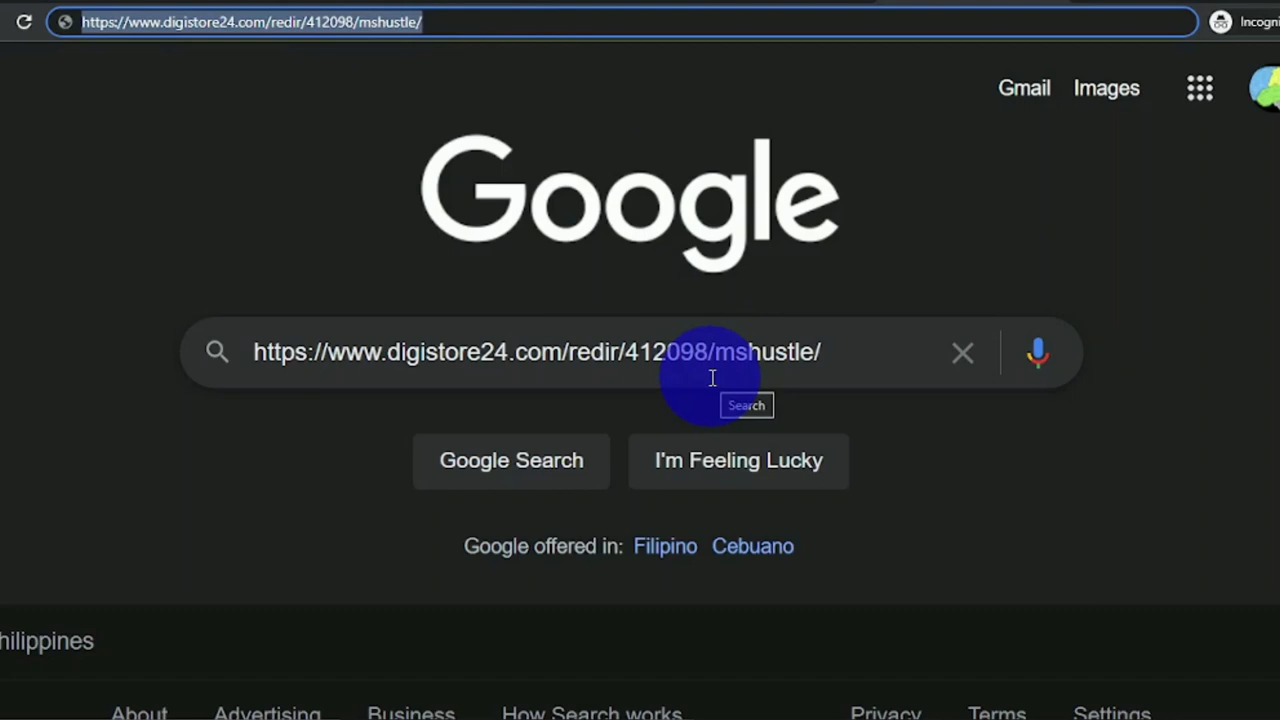 https://www.digistore24.com/redir/412098/mshustle/
Incogni
Gmail Images
Google
https://www.digistore24.com/redir/412098/mshustle/
Search
Google Search I'm Feeling Lucky
Google offered in: Filipino Cebuano
hilippines
About Advertising Business How Search works Privacy Terms Settings